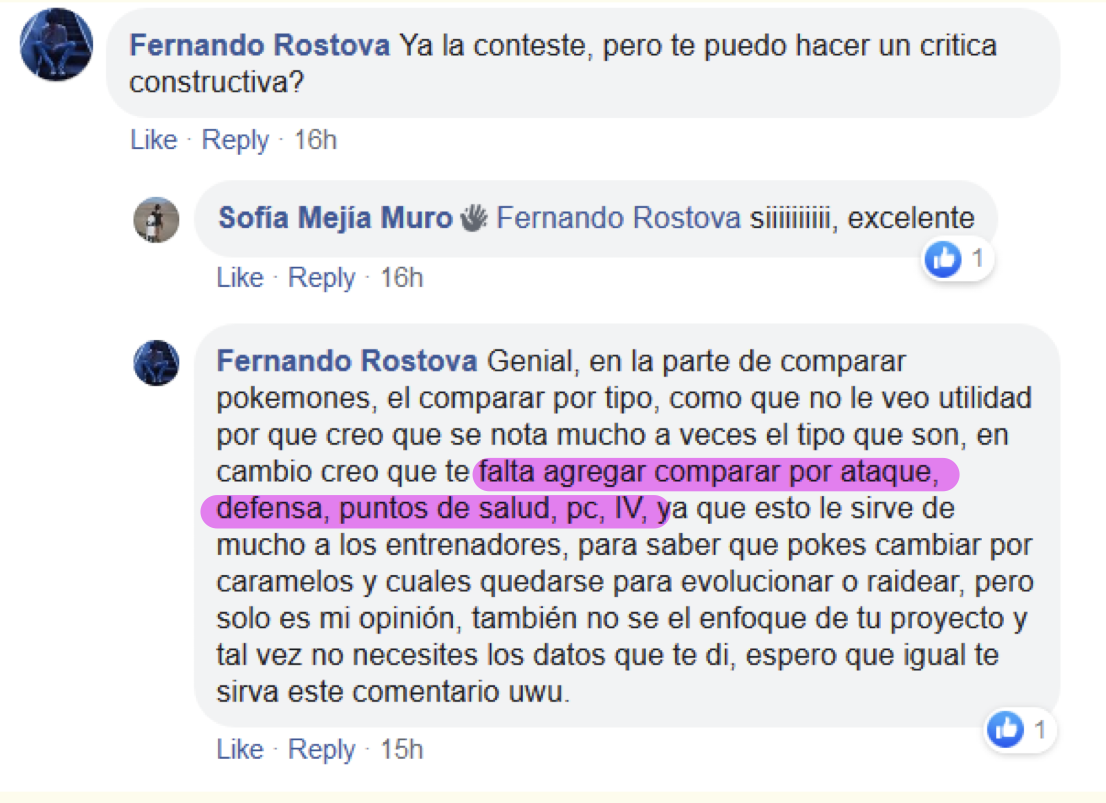 Fernando Rostova Ya la conteste, pero te puedo hacer un critica
constructiva?
Like · Reply · 16h
Sofía Mejía Muro Fernando Rostova siiiiiiiiii, excelente
1
Like · Reply · 16h
Fernando Rostova Genial, en la parte de comparar
pokemones, el comparar por tipo, como que no le veo utilidad
por que creo que se nota mucho a veces el tipo que son, en
cambio creo que te falta agregar comparar por ataque,
defensa, puntos de salud, pc, IV, ya que esto le sirve de
mucho a los entrenadores, para saber que pokes cambiar por
caramelos y cuales quedarse para evolucionar o raidear, pero
solo es mi opinión, también no se el enfoque de tu proyecto y
tal vez no necesites los datos que te di, espero que igual te
sirva este comentario uwu.
1
Like · Reply · 15h